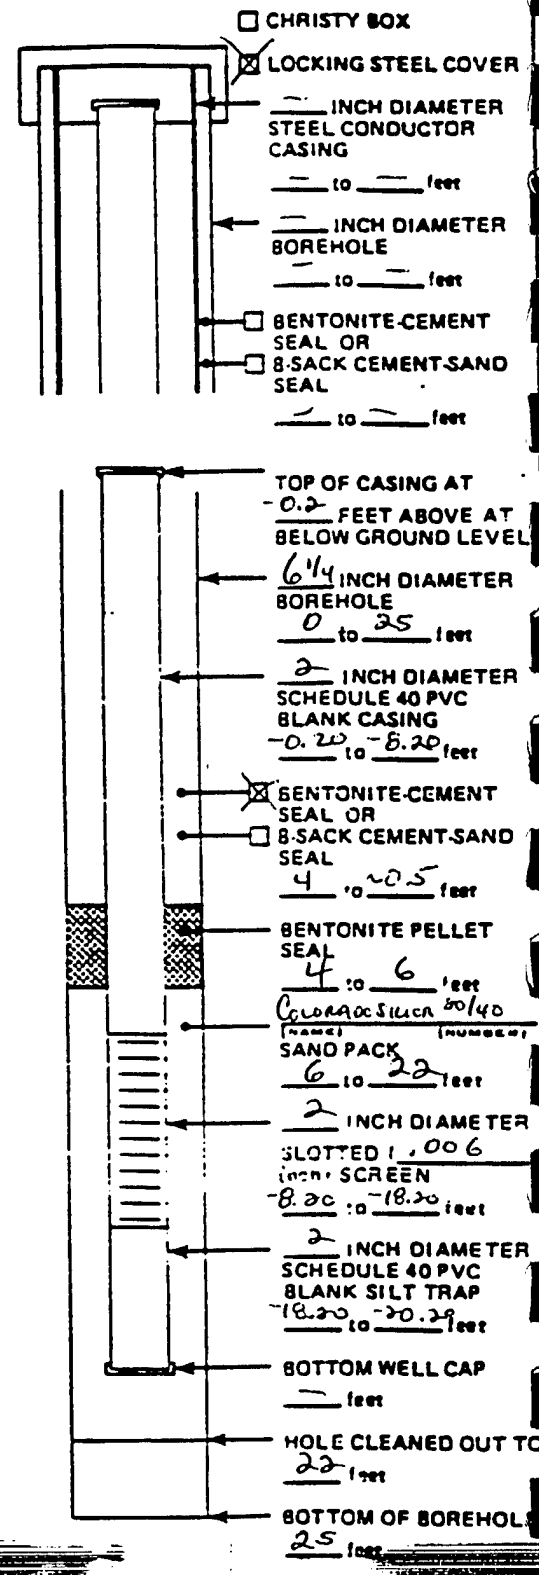 ☐ CHRISTY BOX
☒ LOCKING STEEL COVER
— INCH DIAMETER
STEEL CONDUCTOR
CASING
— to — feet
— INCH DIAMETER
BOREHOLE
— to — feet
☐ BENTONITE-CEMENT
SEAL OR
☐ 8-SACK CEMENT-SAND
SEAL
— to — feet
TOP OF CASING AT
-0.2 FEET ABOVE AT
BELOW GROUND LEVEL
6 1/4 INCH DIAMETER
BOREHOLE
0 to 25 feet
2 INCH DIAMETER
SCHEDULE 40 PVC
BLANK CASING
-0.20 to -8.20 feet
☒ BENTONITE-CEMENT
SEAL OR
☐ 8-SACK CEMENT-SAND
SEAL
4 to ~0.5 feet
BENTONITE PELLET
SEAL
4 to 6 feet
COLORADO SILICA /40
(NAME) (NUMBER)
SAND PACK
6 to 22 feet
2 INCH DIAMETER
SLOTTED ( .006
inch) SCREEN
-8.20 to -18.20 feet
2 INCH DIAMETER
SCHEDULE 40 PVC
BLANK SILT TRAP
-18.20 to feet
BOTTOM WELL CAP
— feet
HOLE CLEANED OUT TO
22 feet
BOTTOM OF BOREHOLE
25 feet